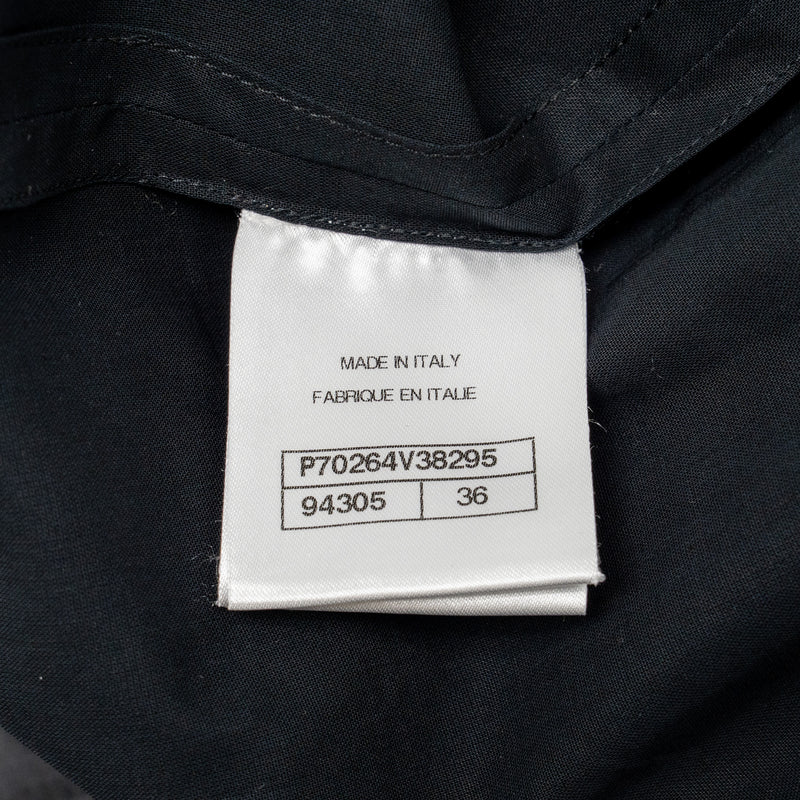 MADE IN ITALY
FABRIQUE EN ITALIE
P70264V38295
94305 36